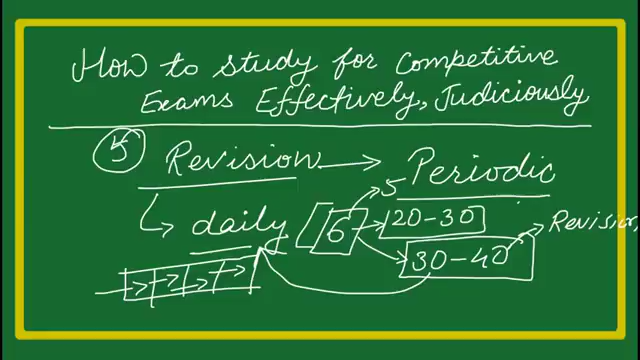 How to study for competitive
Exams Effectively, Judiciously
5 Revision → Periodic
5
daily 6 20-30 Revision,
30-40